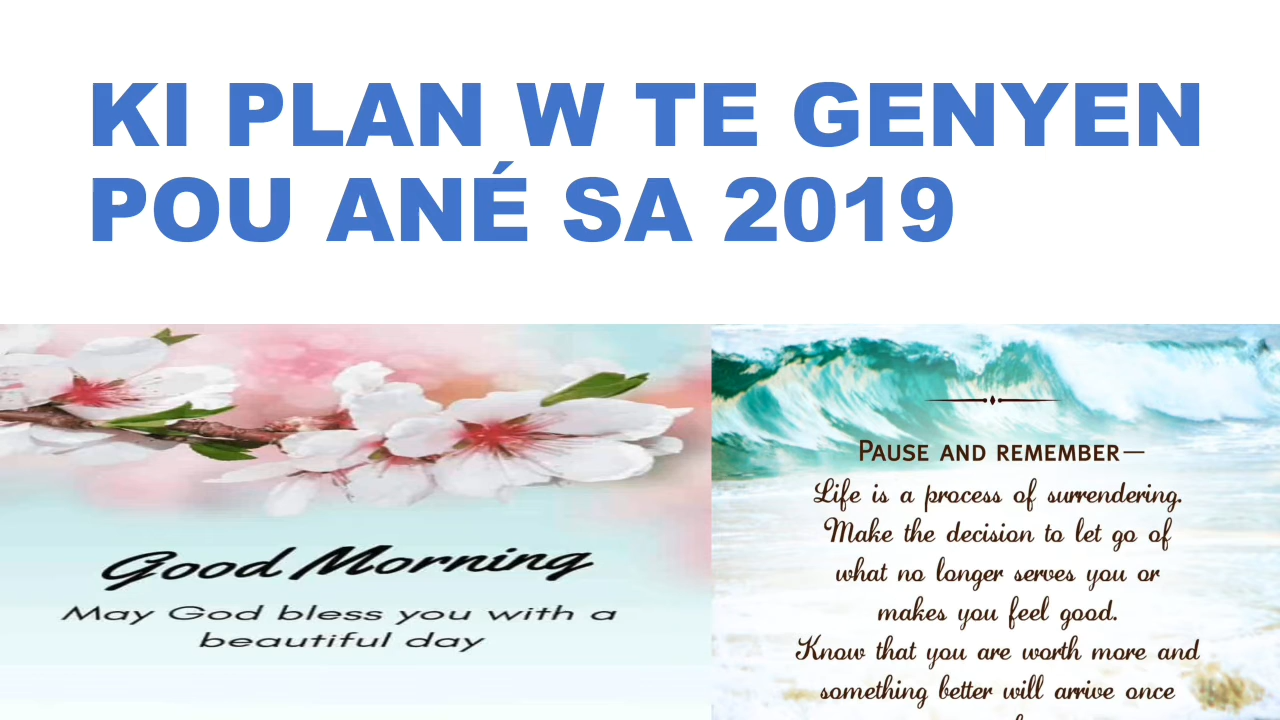 KI PLAN W TE GENYEN
POU ANÉ SA 2019
Good Morning
May God bless you with a
beautiful day
PAUSE AND REMEMBER—
Life is a process of surrendering.
Make the decision to let go of
what no longer serves you or
makes you feel good.
Know that you are worth more and
something better will arrive once